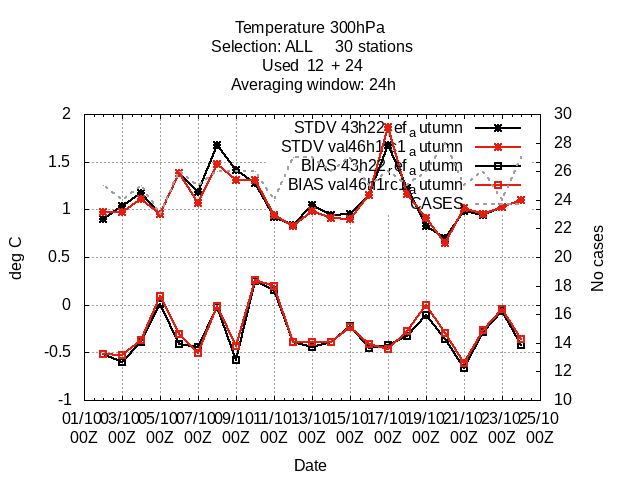 Temperature 300hPa
Selection: ALL 30 stations
Used 12 + 24
Averaging window: 24h
STDV 43h22ref_autumn
STDV val46h1rc1_autumn
BIAS 43h22ref_autumn
BIAS val46h1rc1_autumn
CASES
deg C
2
1.5
1
0.5
0
-0.5
-1
No cases
30
28
26
24
22
20
18
16
14
12
10
01/10 03/10 05/10 07/10 09/10 11/10 13/10 15/10 17/10 19/10 21/10 23/10 25/10
00Z 00Z 00Z 00Z 00Z 00Z 00Z 00Z 00Z 00Z 00Z 00Z 00Z
Date